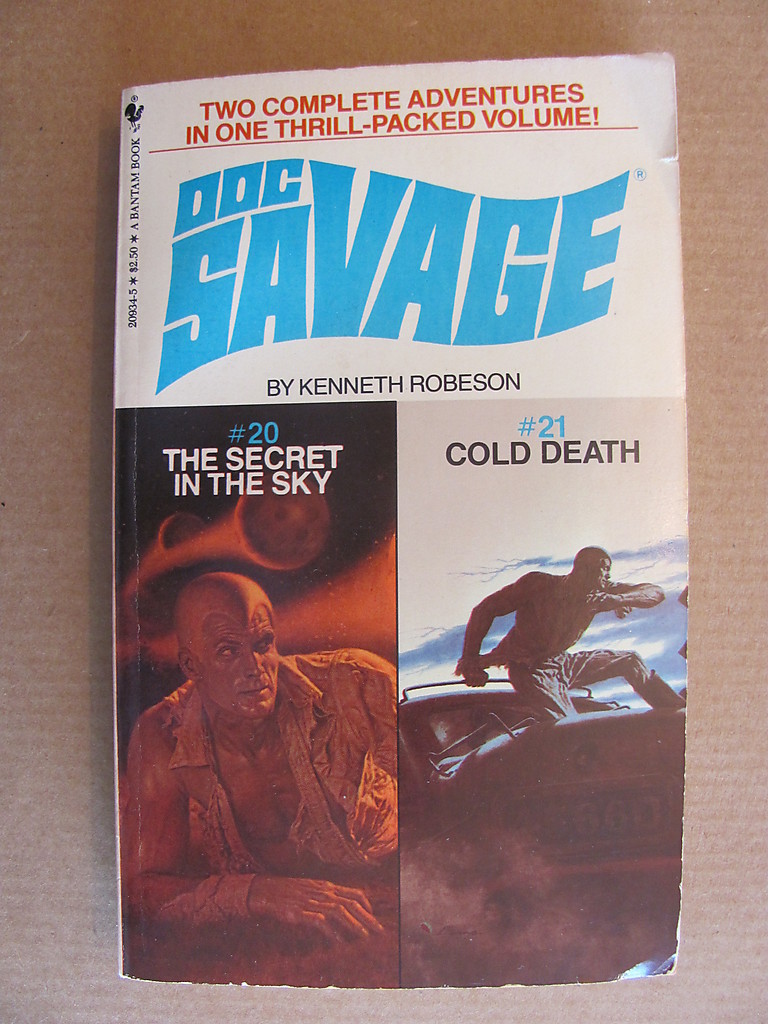 TWO COMPLETE ADVENTURES
IN ONE THRILL-PACKED VOLUME!
20934-5 ★ $2.50 ★ A BANTAM BOOK
DOC
SAVAGE®
BY KENNETH ROBESON
#20
THE SECRET
IN THE SKY
#21
COLD DEATH